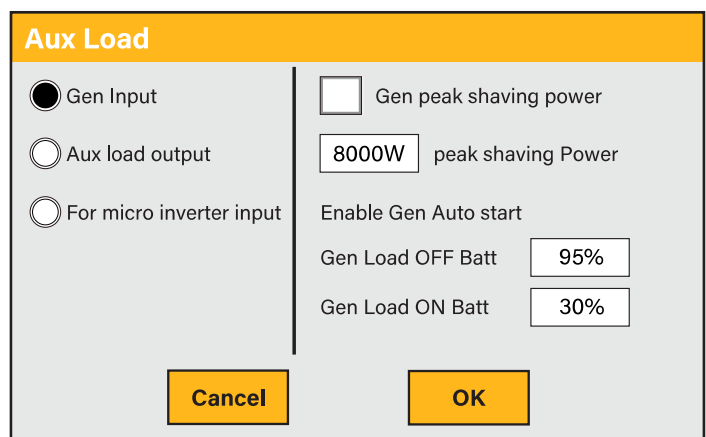 Aux Load
Gen Input
Aux load output
For micro inverter input
Gen peak shaving power
8000W peak shaving Power
Enable Gen Auto start
Gen Load OFF Batt 95%
Gen Load ON Batt 30%
Cancel
OK